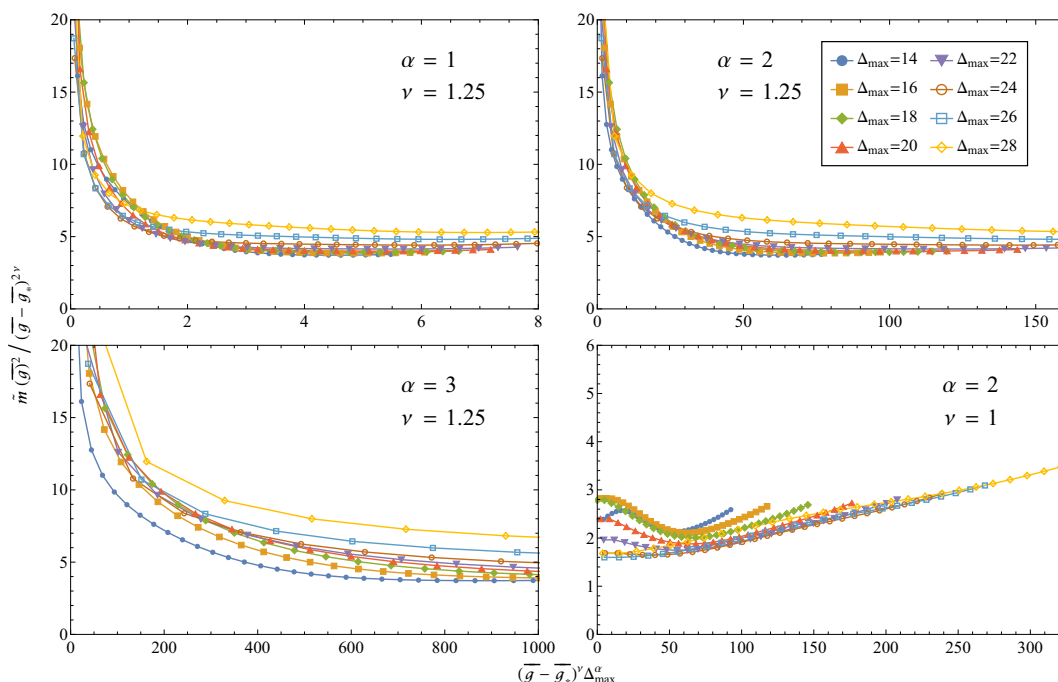 20
15
10
5
0
0 2 4 6 8
α = 1
ν = 1.25
20
15
10
5
0
0 50 100 150
α = 2
ν = 1.25
Δmax=14 Δmax=22
Δmax=16 Δmax=24
Δmax=18 Δmax=26
Δmax=20 Δmax=28
m̃ (g̅)² / (g̅ − g̅*)^2ν
20
15
10
5
0
0 200 400 600 800 1000
α = 3
ν = 1.25
6
5
4
3
2
1
0
0 50 100 150 200 250 300
α = 2
ν = 1
(g̅ − g̅*)^ν Δmax^α